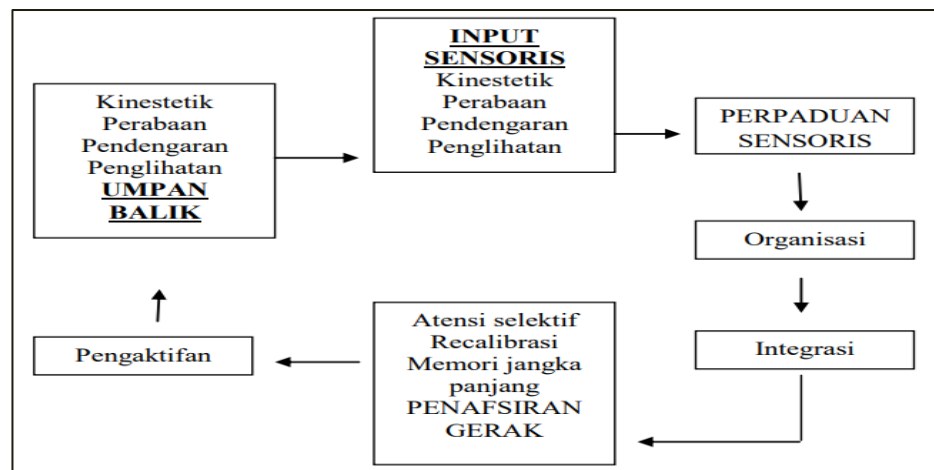 INPUT
SENSORIS
Kinestetik
Perabaan
Pendengaran
Penglihatan
Kinestetik
Perabaan
Pendengaran
Penglihatan
UMPAN
BALIK
PERPADUAN
SENSORIS
Organisasi
Integrasi
Atensi selektif
Recalibrasi
Memori jangka
panjang
PENAFSIRAN
GERAK
Pengaktifan